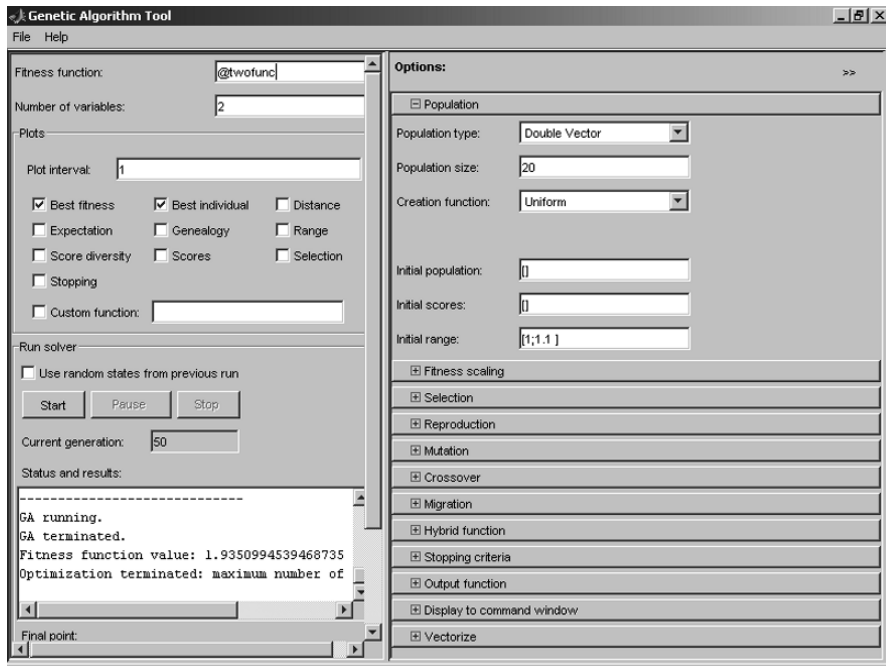 Genetic Algorithm Tool
File Help
Fitness function: @twofunc
Number of variables: 2
Plots
Plot interval: 1
Best fitness Best individual Distance
Expectation Genealogy Range
Score diversity Scores Selection
Stopping
Custom function:
Run solver
Use random states from previous run
Start Pause Stop
Current generation: 50
Status and results:
------------------------------
GA running.
GA terminated.
Fitness function value: 1.9350994539468735
Optimization terminated: maximum number of
Final point:
Options: >>
Population
Population type: Double Vector
Population size: 20
Creation function: Uniform
Initial population: []
Initial scores: []
Initial range: [1;1.1 ]
Fitness scaling
Selection
Reproduction
Mutation
Crossover
Migration
Hybrid function
Stopping criteria
Output function
Display to command window
Vectorize